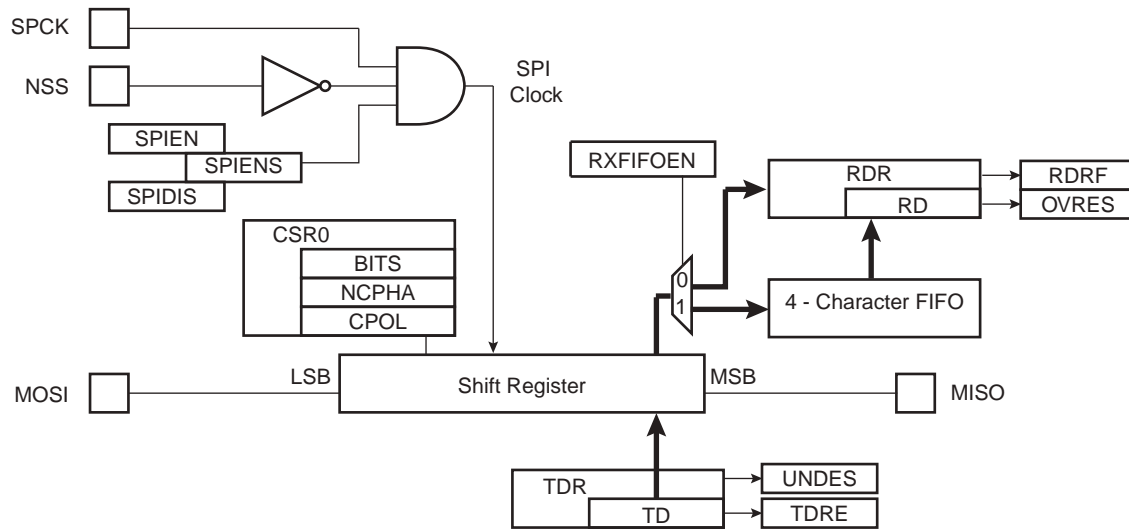 SPCK
NSS
SPI
Clock
SPIEN
SPIENS
SPIDIS
RXFIFOEN
RDR
RD
RDRF
OVRES
CSR0
BITS
NCPHA
CPOL
0
1
4 - Character FIFO
MOSI
LSB
Shift Register
MSB
MISO
TDR
TD
UNDES
TDRE